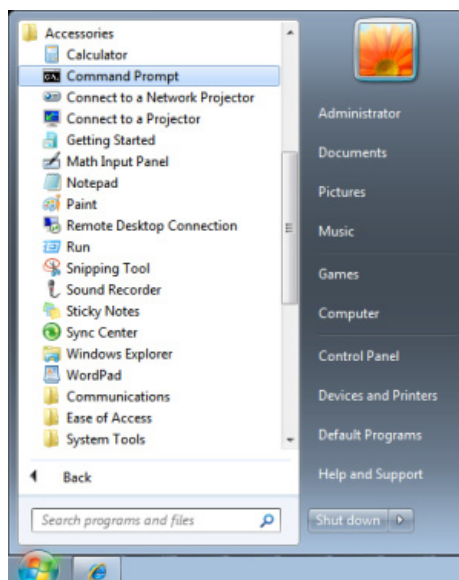 Accessories
Calculator
Command Prompt
Connect to a Network Projector
Connect to a Projector
Getting Started
Math Input Panel
Notepad
Paint
Remote Desktop Connection
Run
Snipping Tool
Sound Recorder
Sticky Notes
Sync Center
Windows Explorer
WordPad
Communications
Ease of Access
System Tools
Back
Search programs and files
Administrator
Documents
Pictures
Music
Games
Computer
Control Panel
Devices and Printers
Default Programs
Help and Support
Shut down